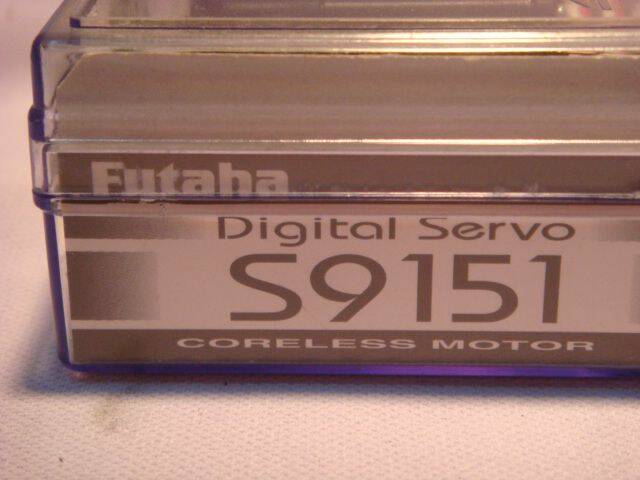 Futaba
Digital Servo
S9151
CORELESS MOTOR